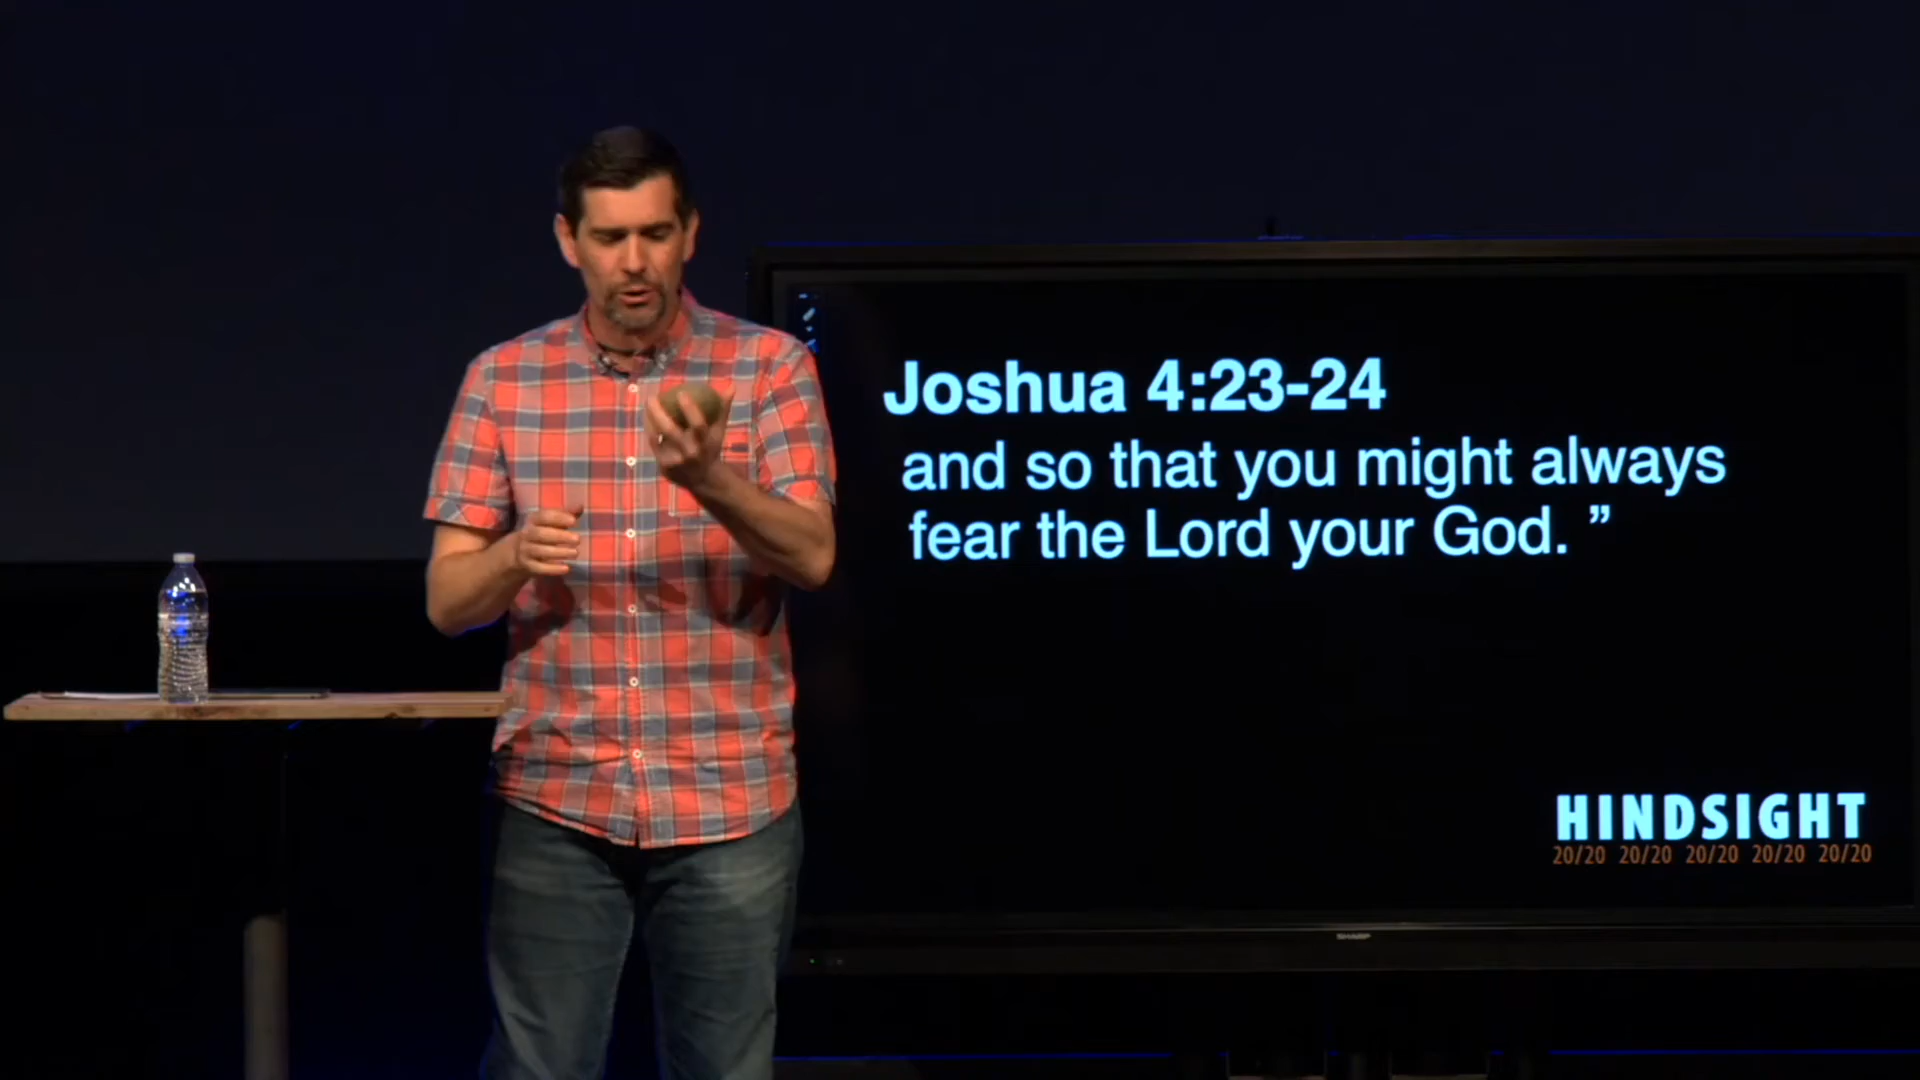 Joshua 4:23-24
and so that you might always
fear the Lord your God. ”
HINDSIGHT
20/20 20/20 20/20 20/20 20/20
SHARP